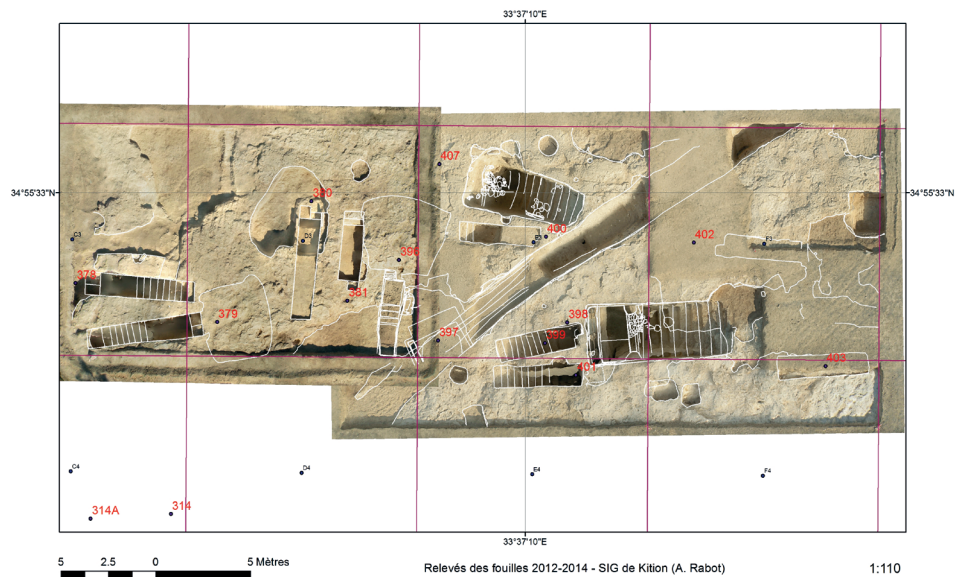 33°37'10"E
407
34°55'33"N
34°55'33"N
380
C3
D3
400
E3
402
F3
396
378
381
379
398
397
399
401
403
C4
D4
E4
F4
314A
314
33°37'10"E
5 2.5 0 5 Mètres
Relevés des fouilles 2012-2014 - SIG de Kition (A. Rabot)
1:110